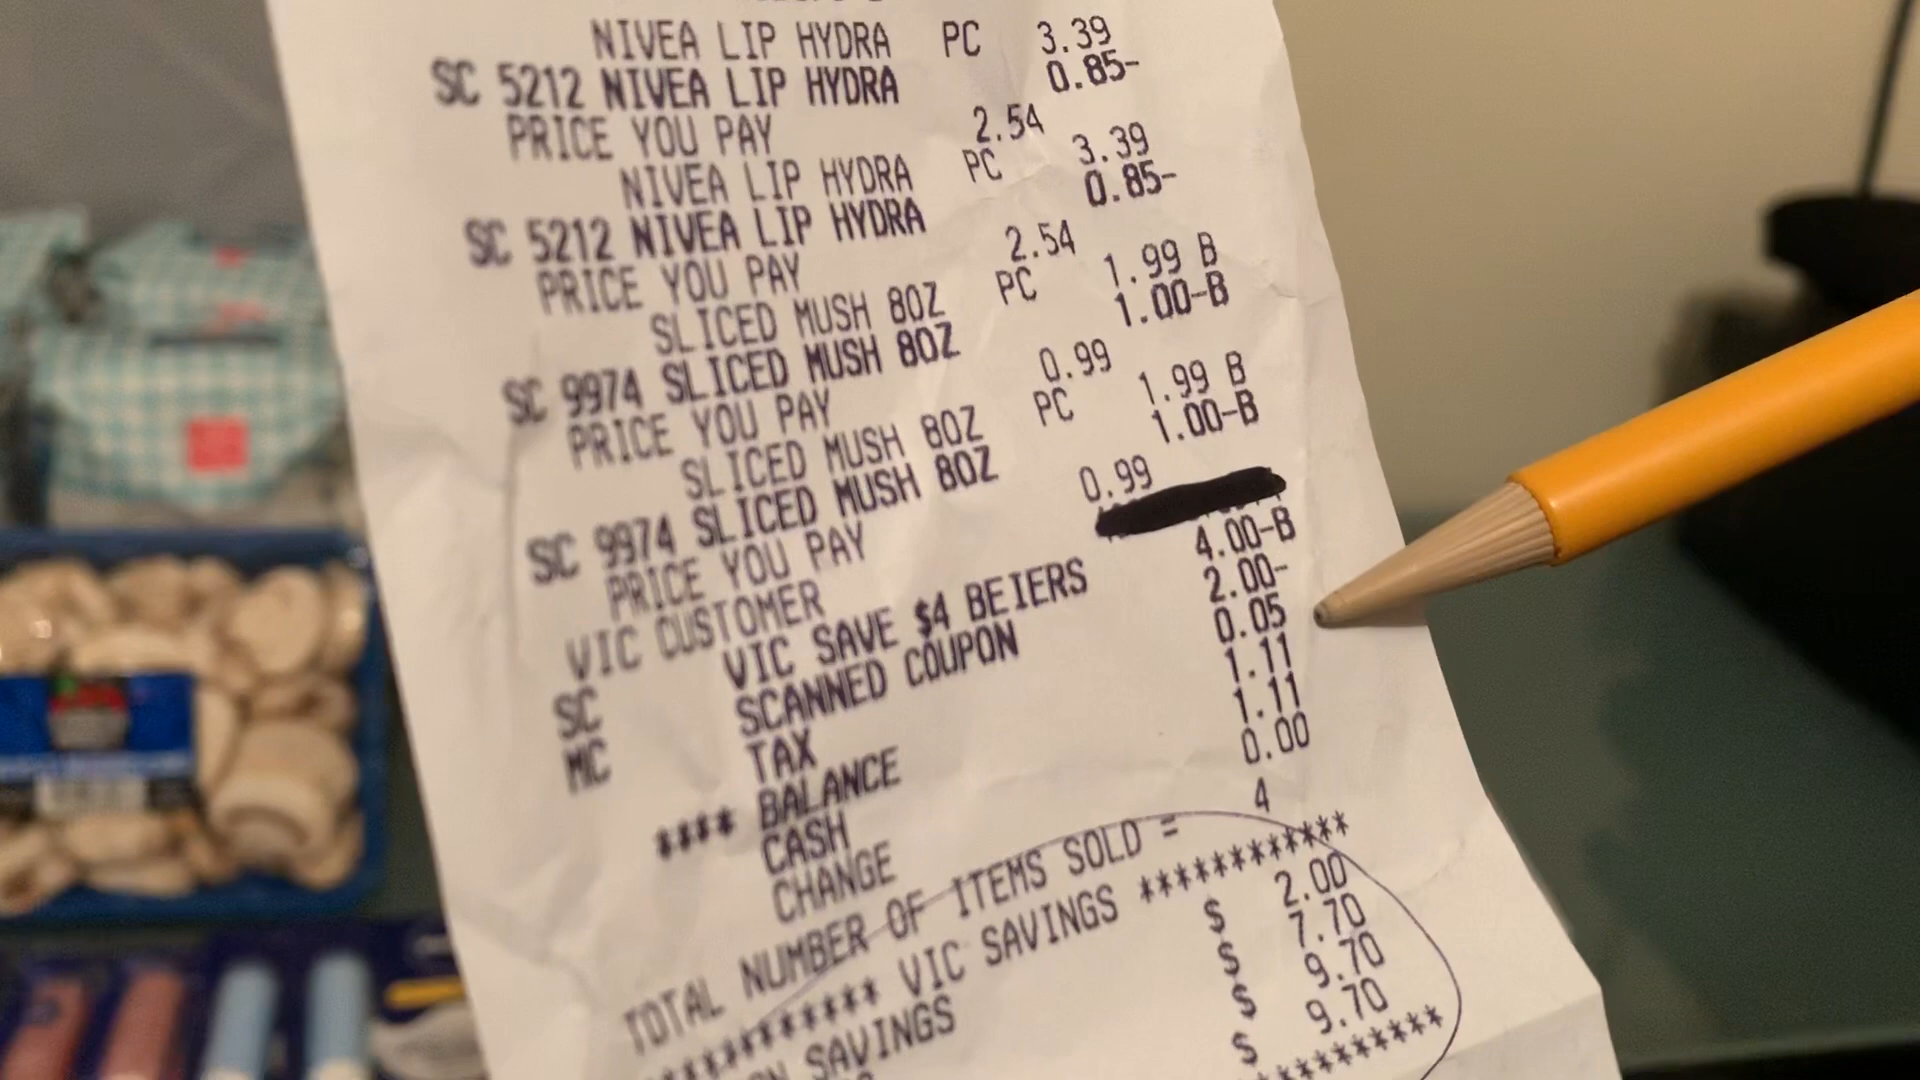 NIVEA LIP HYDRA PC 3.39
SC 5212 NIVEA LIP HYDRA 0.85-
PRICE YOU PAY 2.54
NIVEA LIP HYDRA PC 3.39
SC 5212 NIVEA LIP HYDRA 0.85-
PRICE YOU PAY 2.54
SLICED MUSH 8OZ PC 1.99 B
SC 9974 SLICED MUSH 8OZ 1.00-B
PRICE YOU PAY 0.99
SLICED MUSH 8OZ PC 1.99 B
SC 9974 SLICED MUSH 8OZ 1.00-B
PRICE YOU PAY 0.99
VIC CUSTOMER
SC VIC SAVE $4 BEIERS 4.00-B
MC SCANNED COUPON 2.00-
TAX 0.05
**** BALANCE 1.11
CASH 1.11
CHANGE 0.00
TOTAL NUMBER OF ITEMS SOLD = 4
********** VIC SAVINGS ***********
SAVINGS $ 2.00
$ 7.70
$ 9.70
$ 9.70
**********